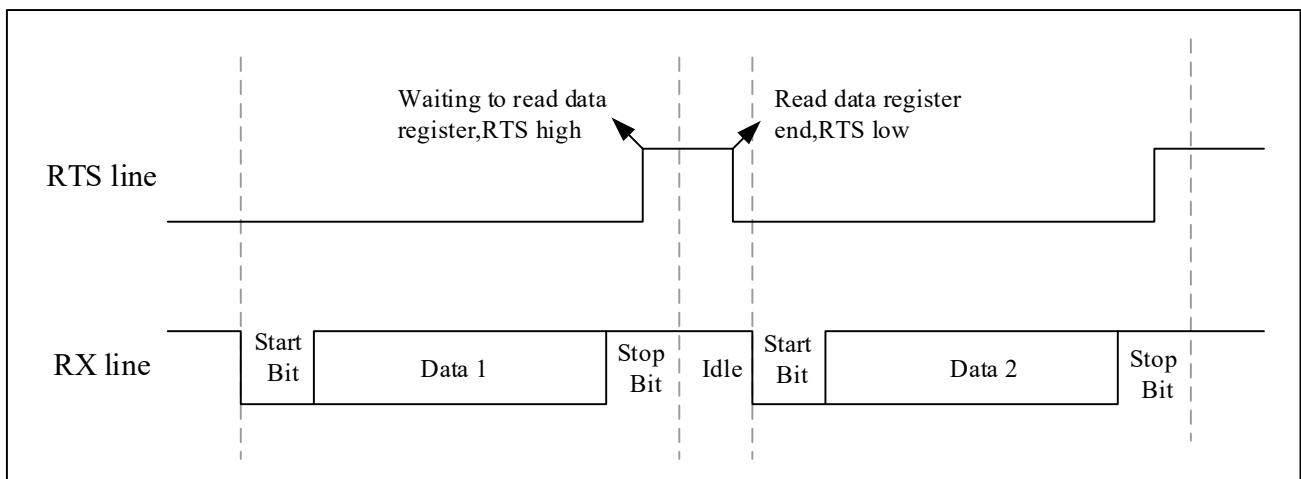 Waiting to read data
register,RTS high
Read data register
end,RTS low
RTS line
RX line
Start
Bit
Data 1
Stop
Bit
Idle
Start
Bit
Data 2
Stop
Bit